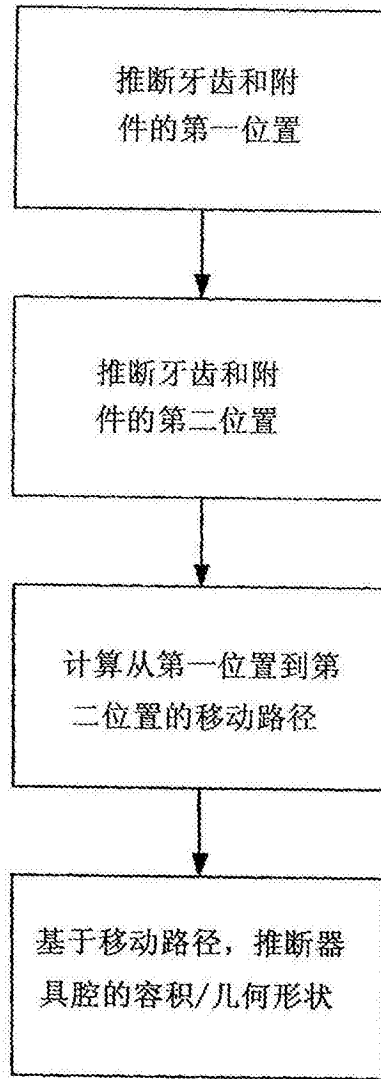 推断牙齿和附
件的第一位置
推断牙齿和附
件的第二位置
计算从第一位置到第
二位置的移动路径
基于移动路径，推断器
具腔的容积/几何形状